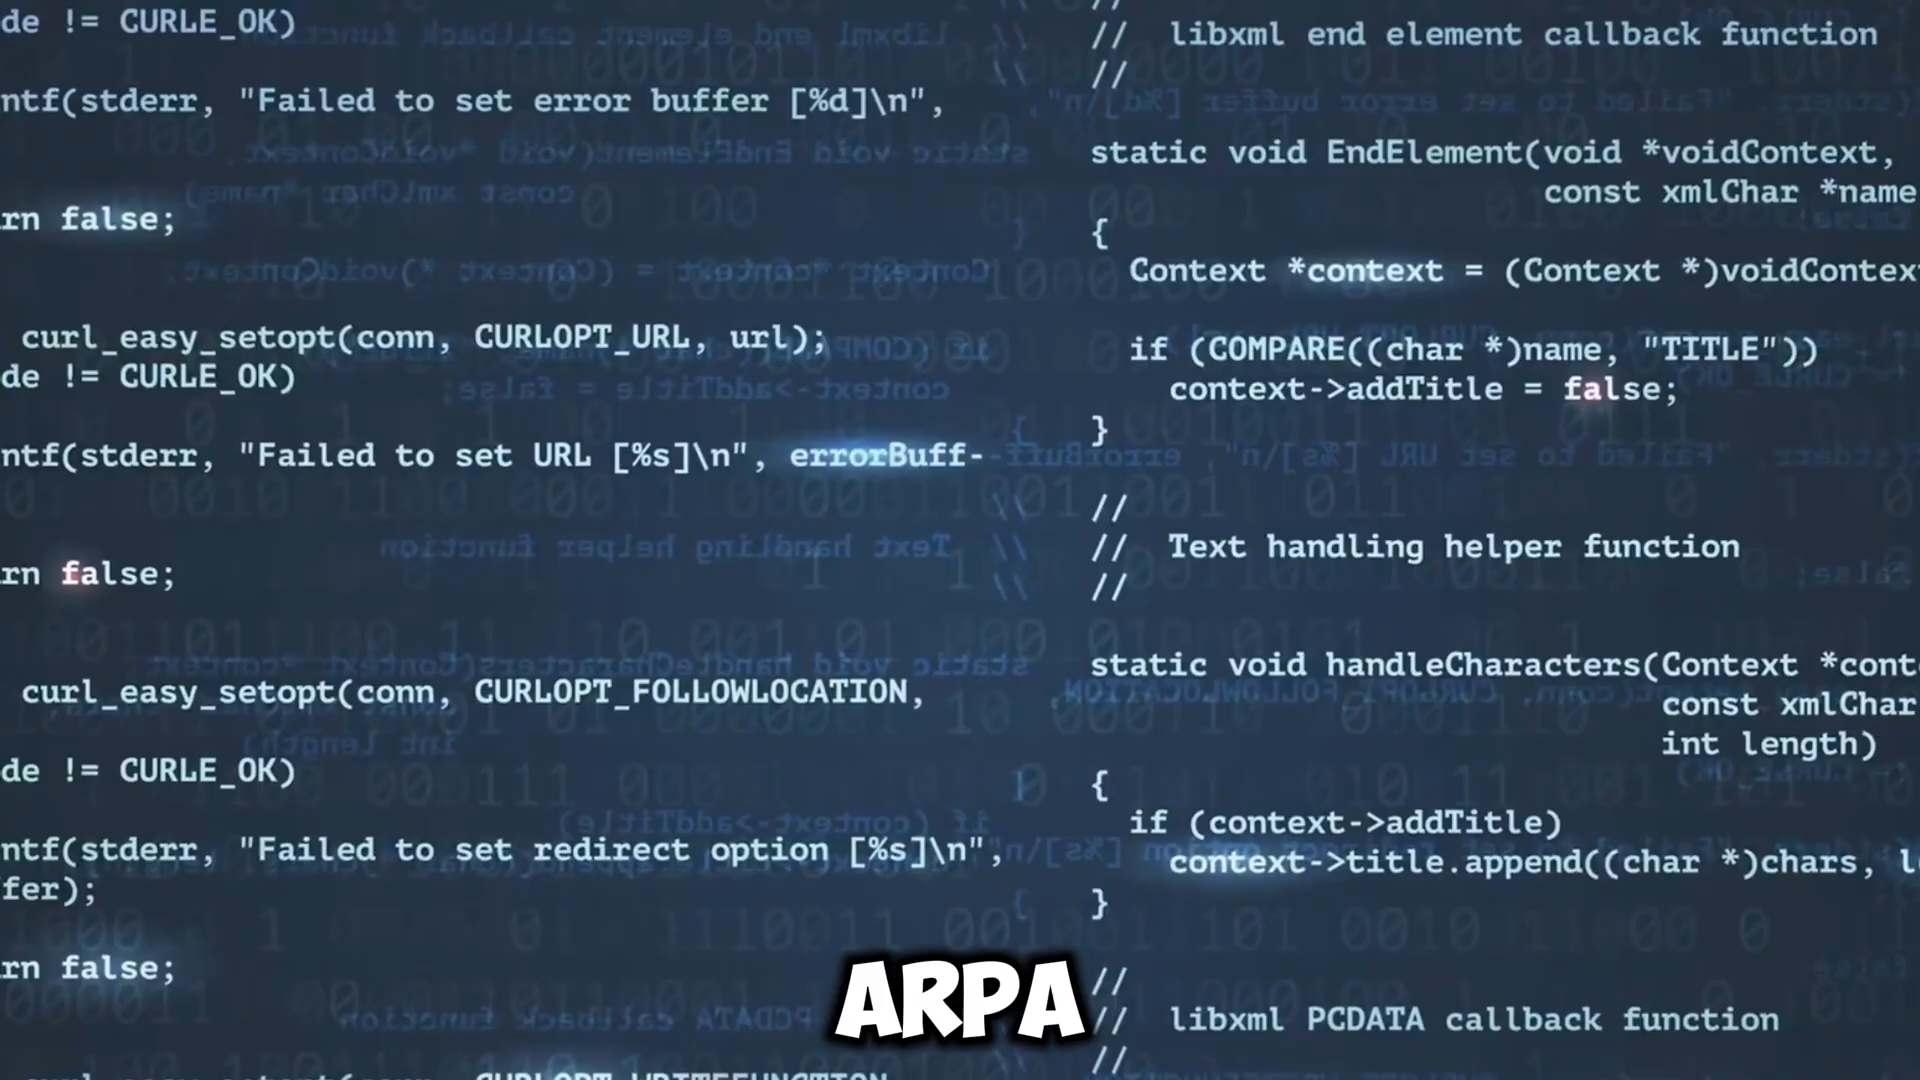 de != CURLE_OK)
ntf(stderr, "Failed to set error buffer [%d]\n",
rn false;
curl_easy_setopt(conn, CURLOPT_URL, url);
de != CURLE_OK)
ntf(stderr, "Failed to set URL [%s]\n", errorBuff-
rn false;
curl_easy_setopt(conn, CURLOPT_FOLLOWLOCATION,
de != CURLE_OK)
ntf(stderr, "Failed to set redirect option [%s]\n",
fer);
rn false;
//
// libxml end element callback function
//
static void EndElement(void *voidContext,
const xmlChar *name
{
Context *context = (Context *)voidContex
if (COMPARE((char *)name, "TITLE"))
context->addTitle = false;
}
//
// Text handling helper function
//
static void handleCharacters(Context *cont
const xmlChar
int length)
{
if (context->addTitle)
context->title.append((char *)chars, l
}
//
// libxml PCDATA callback function
//
ARPA